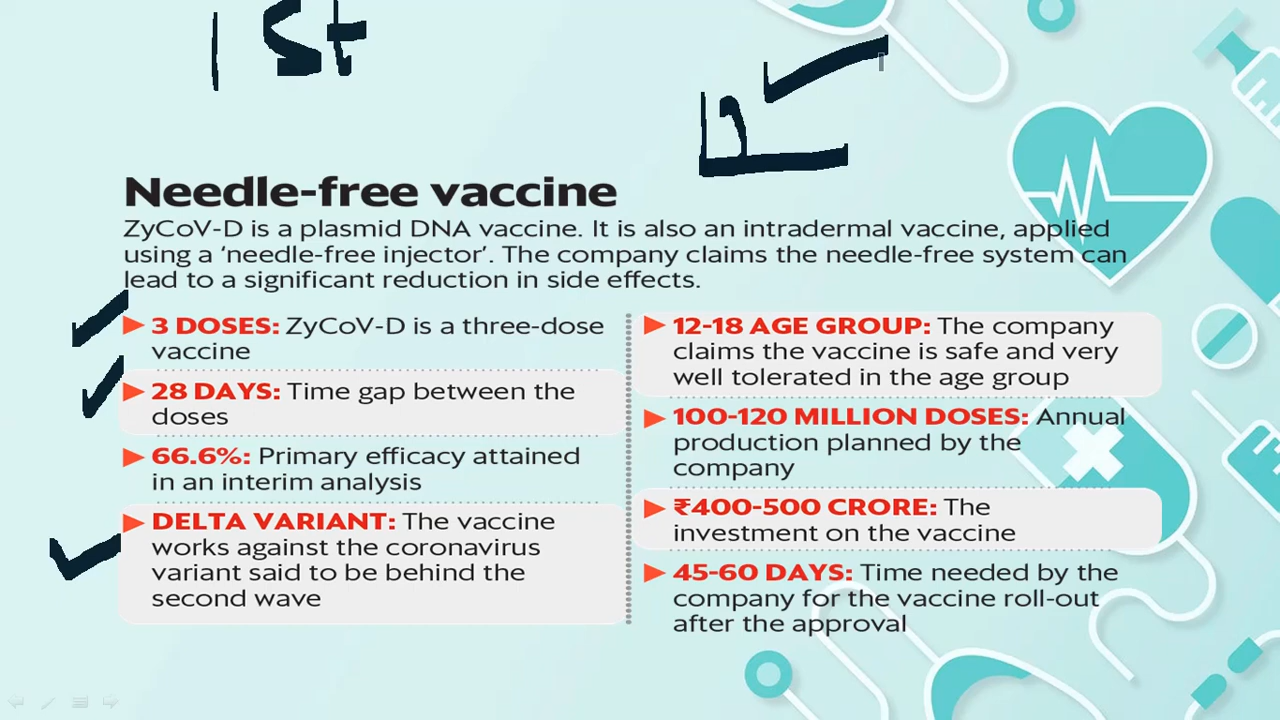 1st
Needle-free vaccine
ZyCoV-D is a plasmid DNA vaccine. It is also an intradermal vaccine, applied
using a ‘needle-free injector’. The company claims the needle-free system can
lead to a significant reduction in side effects.
3 DOSES: ZyCoV-D is a three-dose
vaccine
28 DAYS: Time gap between the
doses
66.6%: Primary efficacy attained
in an interim analysis
DELTA VARIANT: The vaccine
works against the coronavirus
variant said to be behind the
second wave
12-18 AGE GROUP: The company
claims the vaccine is safe and very
well tolerated in the age group
100-120 MILLION DOSES: Annual
production planned by the
company
₹400-500 CRORE: The
investment on the vaccine
45-60 DAYS: Time needed by the
company for the vaccine roll-out
after the approval